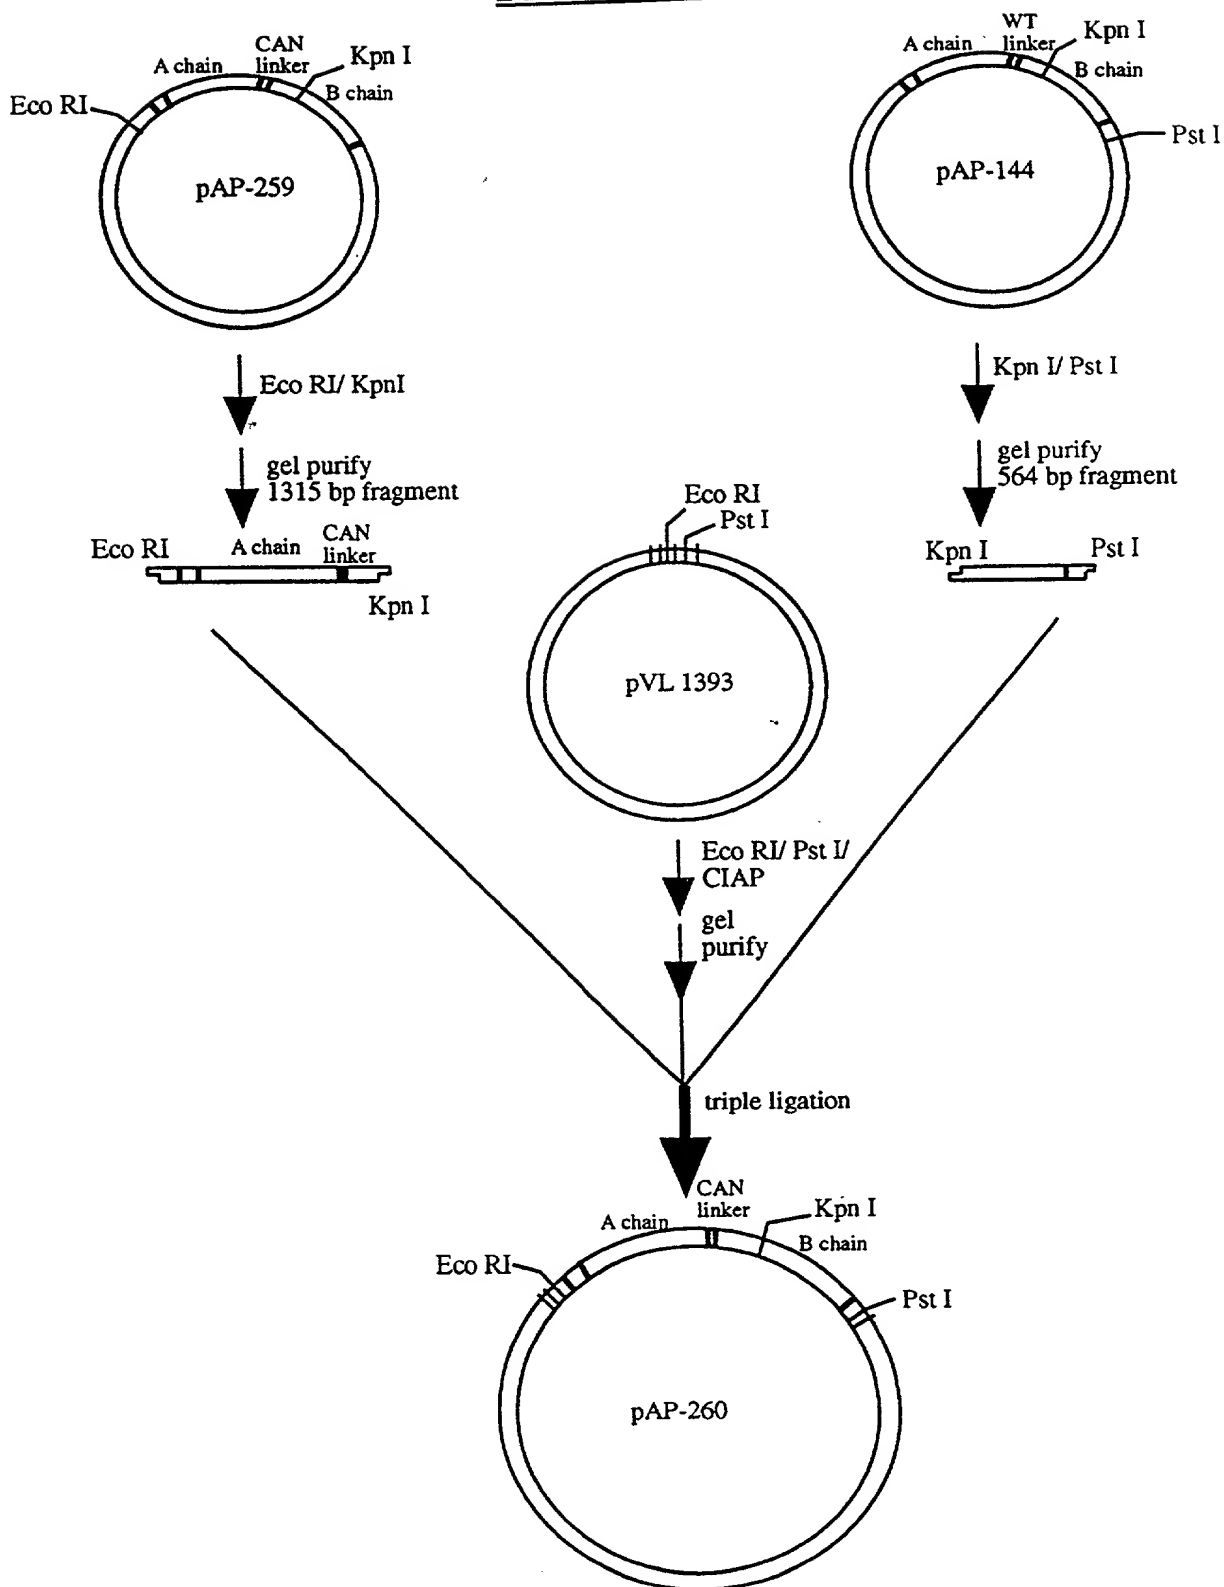 CAN
linker
A chain
Kpn I
B chain
Eco RI
pAP-259
WT
linker
A chain
Kpn I
B chain
Pst I
pAP-144
Eco RI/ KpnI
gel purify
1315 bp fragment
Kpn I/ Pst I
gel purify
564 bp fragment
Eco RI
A chain
CAN
linker
Kpn I
Eco RI
Pst I
Kpn I
Pst I
pVL 1393
Eco RI/ Pst I/
CIAP
gel
purify
triple ligation
CAN
linker
A chain
Kpn I
B chain
Eco RI
Pst I
pAP-260